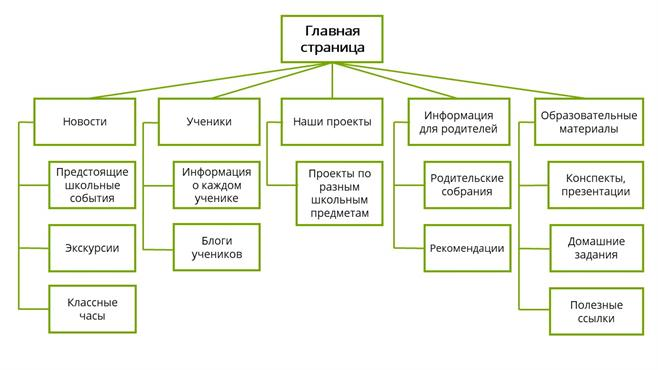 Главная
страница
Новости
Ученики
Наши проекты
Информация
для родителей
Образовательные
материалы
Предстоящие
школьные
события
Информация
о каждом
ученике
Проекты по
разным
школьным
предметам
Родительские
собрания
Конспекты,
презентации
Экскурсии
Блоги
учеников
Рекомендации
Домашние
задания
Классные
часы
Полезные
ссылки